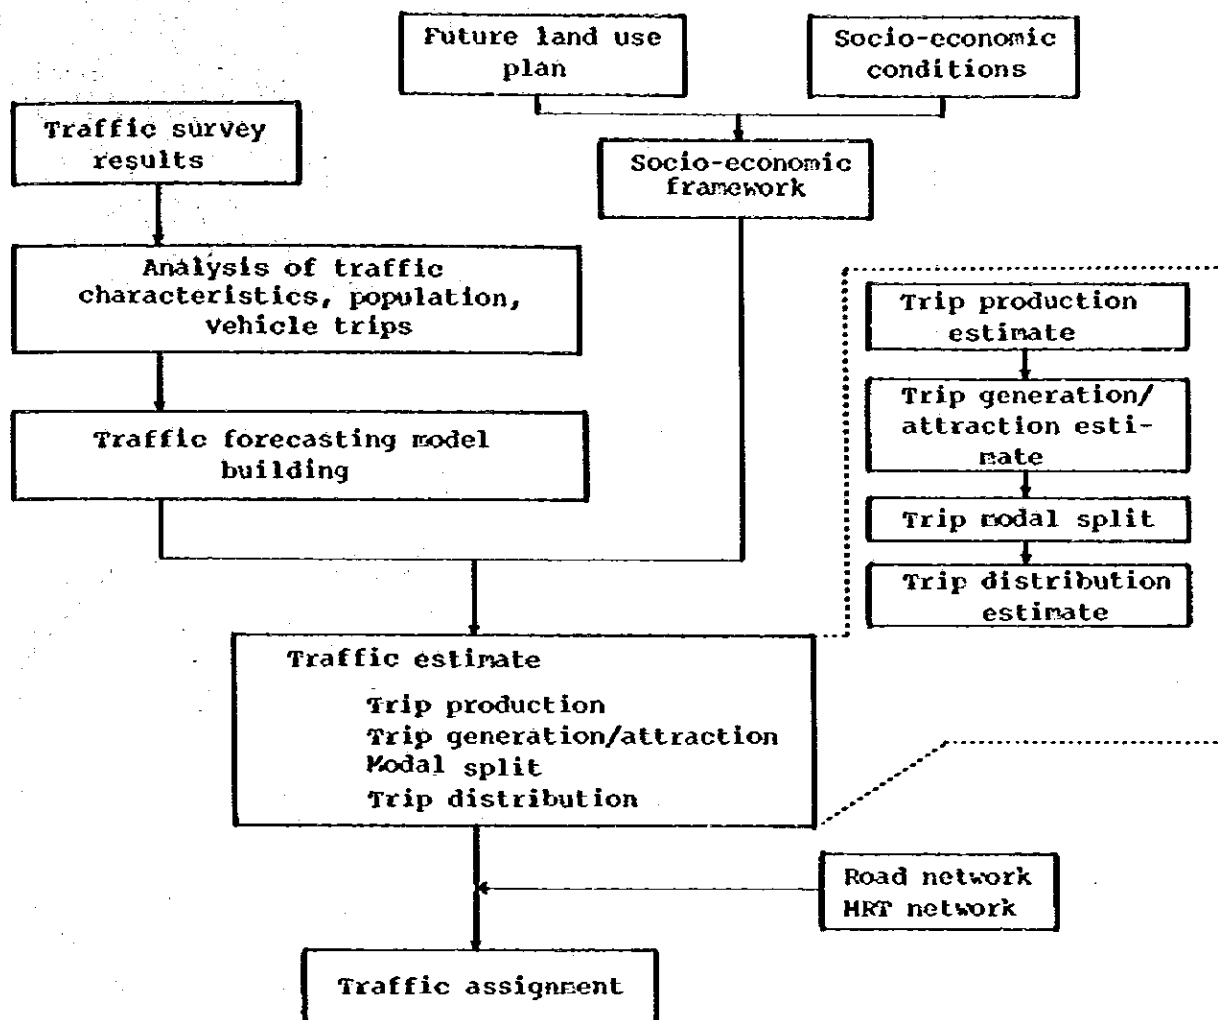 Future land use
plan
Socio-economic
conditions
Traffic survey
results
Socio-economic
framework
Analysis of traffic
characteristics, population,
vehicle trips
Traffic forecasting model
building
Trip production
estimate
Trip generation/
attraction esti-
mate
Trip modal split
Trip distribution
estimate
Traffic estimate
Trip production
Trip generation/attraction
Modal split
Trip distribution
Road network
MRT network
Traffic assignment